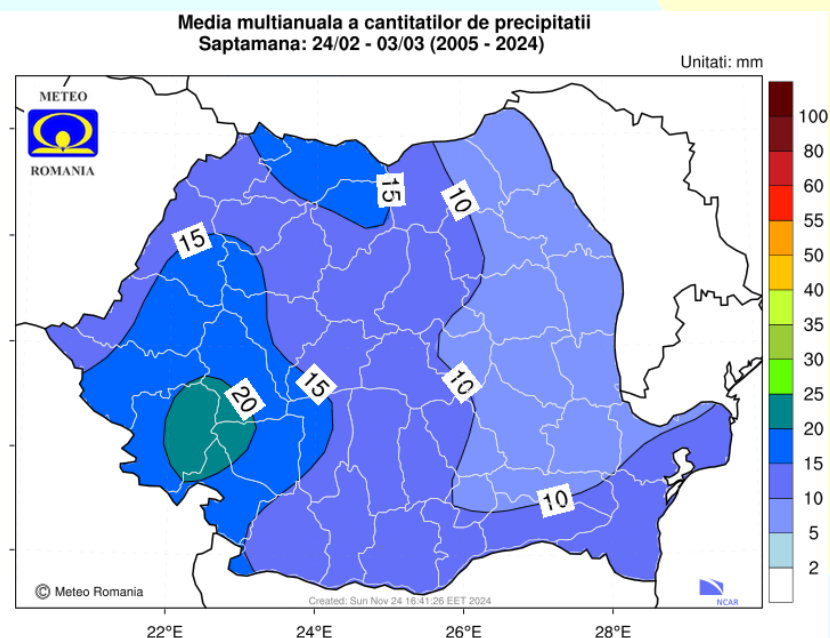 Media multianuala a cantitatilor de precipitatii
Saptamana: 24/02 - 03/03 (2005 - 2024)
Unitati: mm
METEO
ROMANIA
15
10
15
15
10
20
10
100
80
60
55
50
40
35
30
25
20
15
10
5
2
© Meteo Romania
Created: Sun Nov 24 16:41:26 EET 2024
NCAR
22°E
24°E
26°E
28°E